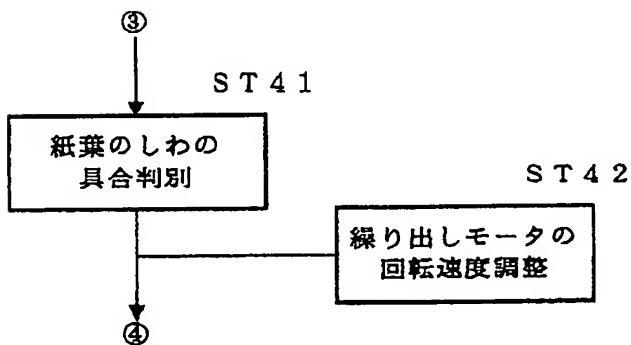 ③
ST41
紙葉のしわの
具合判別
ST42
繰り出しモータの
回転速度調整
④